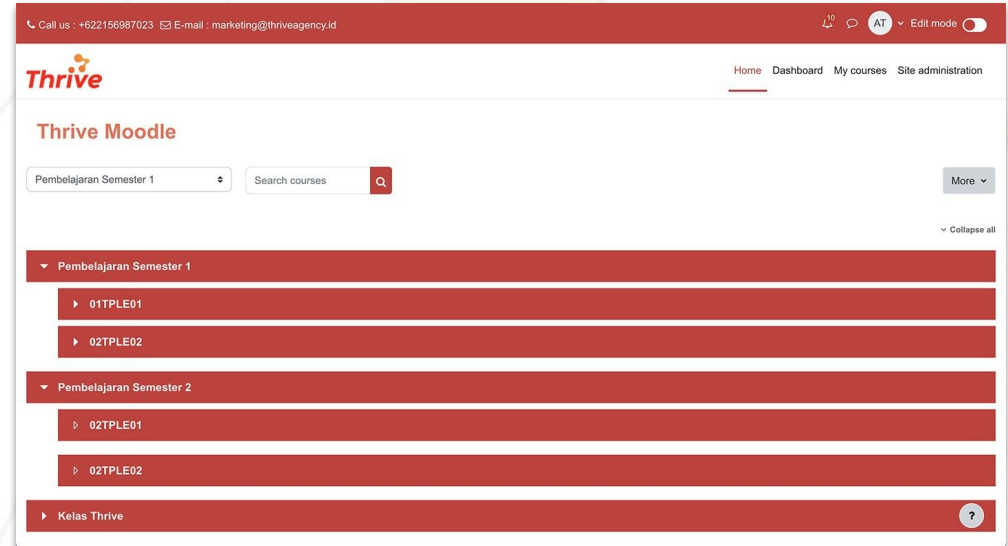 Call us : +622156987023 E-mail : marketing@thriveagency.id
10 AT Edit mode
Thrive
Home Dashboard My courses Site administration
Thrive Moodle
Pembelajaran Semester 1 Search courses More
Collapse all
Pembelajaran Semester 1
01TPLE01
02TPLE02
Pembelajaran Semester 2
02TPLE01
02TPLE02
Kelas Thrive ?